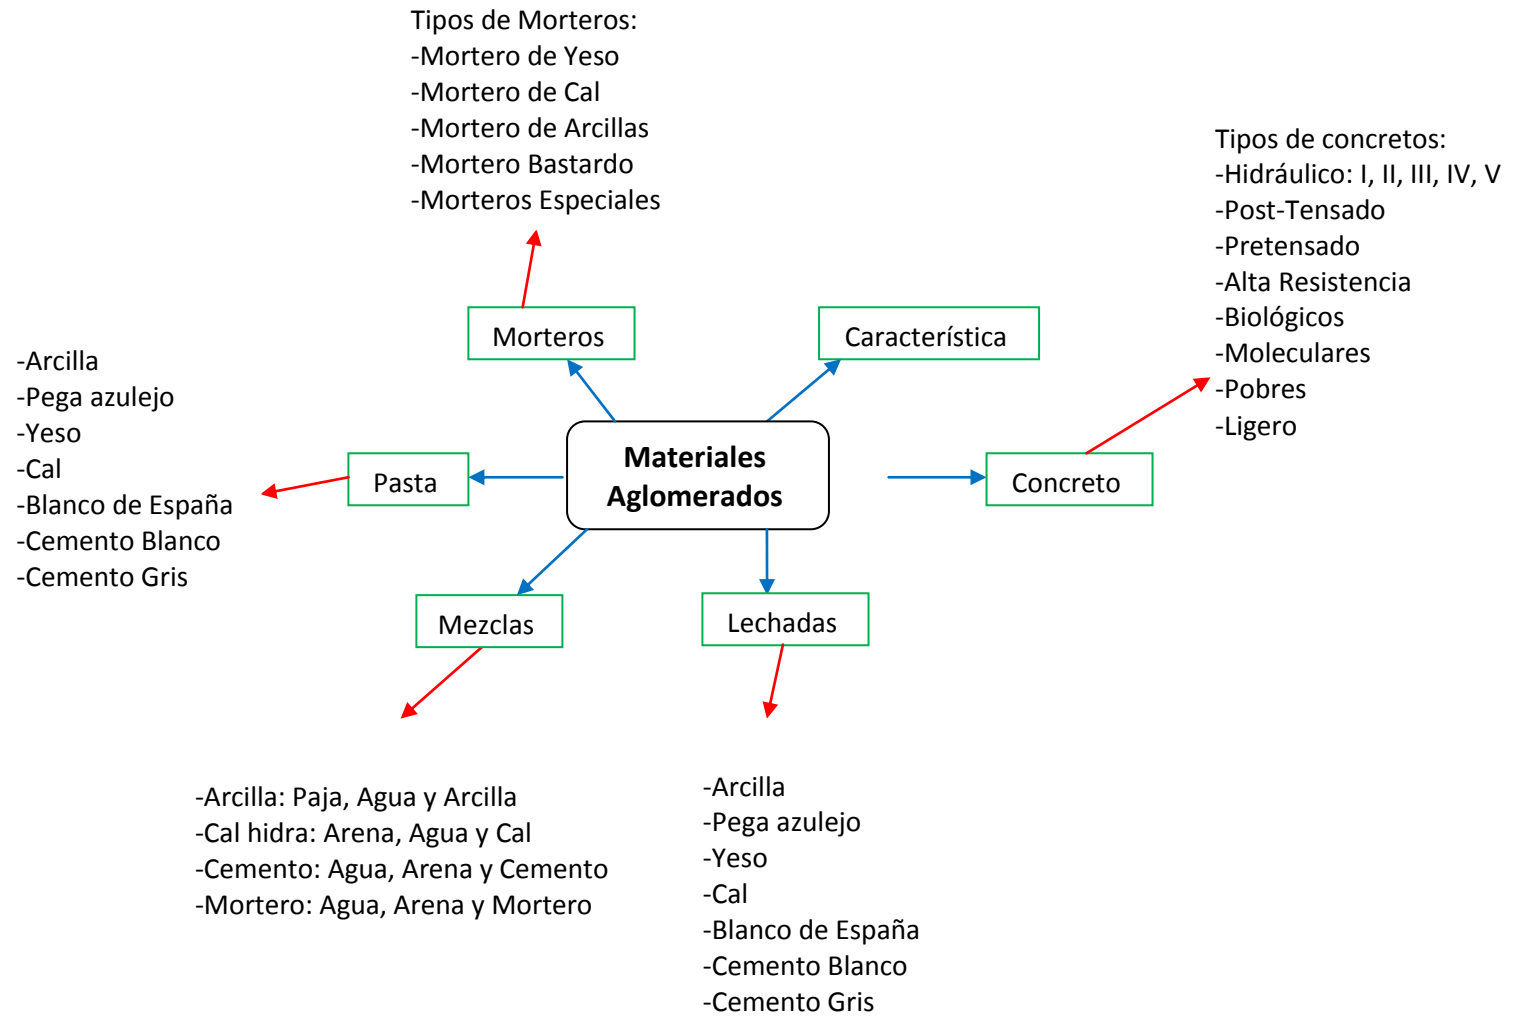 Tipos de Morteros:
-Mortero de Yeso
-Mortero de Cal
-Mortero de Arcillas
-Mortero Bastardo
-Morteros Especiales
Tipos de concretos:
-Hidráulico: I, II, III, IV, V
-Post-Tensado
-Pretensado
-Alta Resistencia
-Biológicos
-Moleculares
-Pobres
-Ligero
Morteros
Característica
-Arcilla
-Pega azulejo
-Yeso
-Cal
-Blanco de España
-Cemento Blanco
-Cemento Gris
Pasta
Materiales
Aglomerados
Concreto
Mezclas
Lechadas
-Arcilla: Paja, Agua y Arcilla
-Cal hidra: Arena, Agua y Cal
-Cemento: Agua, Arena y Cemento
-Mortero: Agua, Arena y Mortero
-Arcilla
-Pega azulejo
-Yeso
-Cal
-Blanco de España
-Cemento Blanco
-Cemento Gris